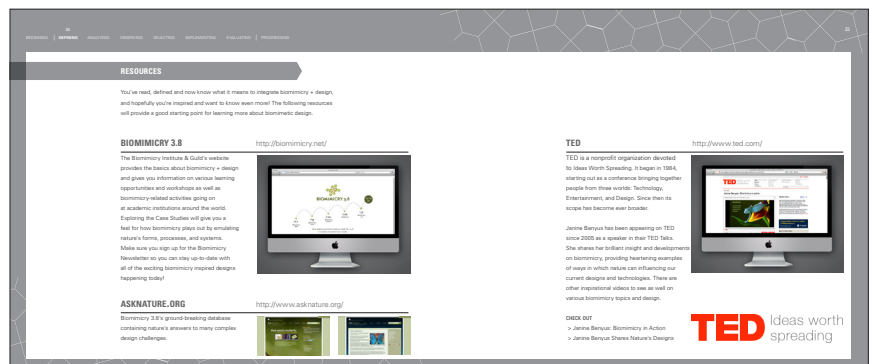 30
BEGINNINGS | DEFINING ANALYZING OBSERVING SELECTING IMPLEMENTING EVALUATING | PROGRESSION
RESOURCES
You've read, defined and now know what it means to integrate biomimicry + design,
and hopefully you're inspired and want to know even more! The following resources
will provide a good starting point for learning more about biomimetic design.
BIOMIMICRY 3.8 http://biomimicry.net/
The Biomimicry Institute & Guild's website
provides the basics about biomimicry + design
and gives you information on various learning
opportunities and workshops as well as
biomimicry-related activities going on
at academic institutions around the world.
Exploring the Case Studies will give you a
feel for how biomimicry plays out by emulating
nature's forms, processes, and systems.
Make sure you sign up for the Biomimicry
Newsletter so you can stay up-to-date with
all of the exciting biomimicry inspired designs
happening today!
BIOMIMICRY 3.8
ASKNATURE.ORG http://www.asknature.org/
Biomimicry 3.8's ground-breaking database
containing nature's answers to many complex
design challenges.
TED http://www.ted.com/
TED is a nonprofit organization devoted
to Ideas Worth Spreading. It began in 1984,
starting out as a conference bringing together
people from three worlds: Technology,
Entertainment, and Design. Since then its
scope has become ever broader.
Janine Benyus has been appearing on TED
since 2005 as a speaker in their TED Talks.
She shares her brilliant insight and developments
on biomimicry, providing heartening examples
of ways in which nature can influencing our
current designs and technologies. There are
other inspirational videos to see as well on
various biomimicry topics and design.
CHECK OUT
> Janine Benyus: Biomimicry in Action
> Janine Benyus Shares Nature's Designs
TED
TED Ideas worth
spreading